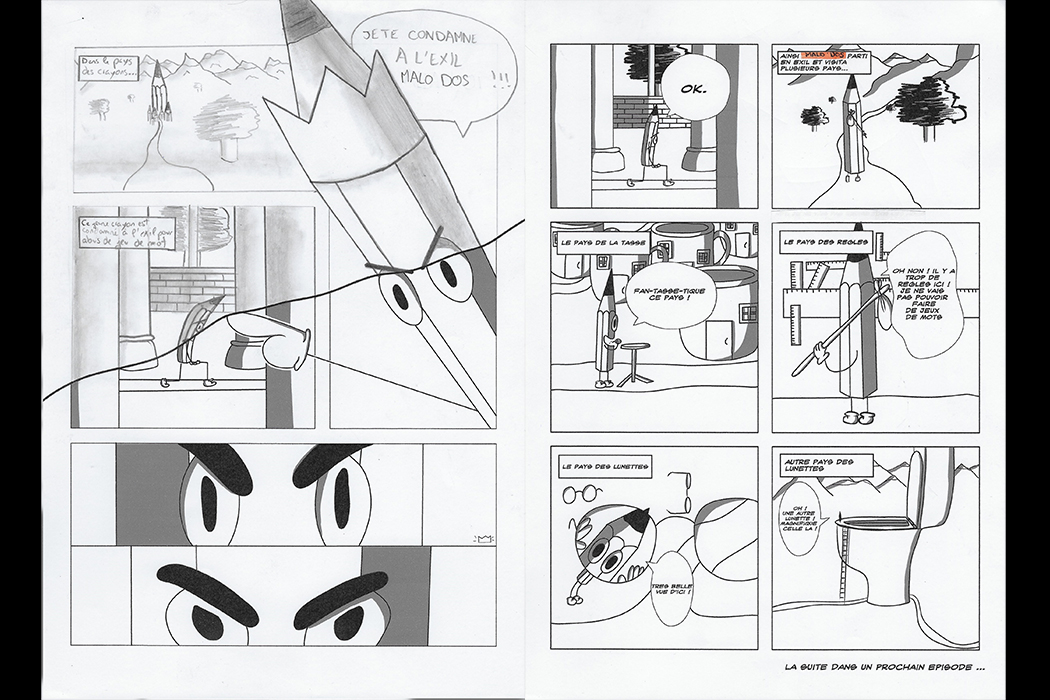 Dans le pays
des crayons...
JETE CONDAMNE
À L'EXIL
MALO DOS !!!
Ce jeune crayon est
condamné à l'exil pour
abus de jeu de mot
OK.
AINSI MALO DOS PARTI
EN EXIL ET VISITA
PLUSIEURS PAYS...
LE PAYS DE LA TASSE
FAN-TASSE-TIQUE
CE PAYS !
LE PAYS DES REGLES
OH NON ! IL Y A
TROP DE
REGLES ICI !
JE NE VAIS
PAS POUVOIR
FAIRE
DE JEUX
DE MOTS
LE PAYS DES LUNETTES
TRES BELLE
VUE D'ICI !
AUTRE PAYS DES
LUNETTES
OH !
UNE AUTRE
LUNETTE !
MAGNIFIQUE
CELLE LA !
LA SUITE DANS UN PROCHAIN EPISODE ...